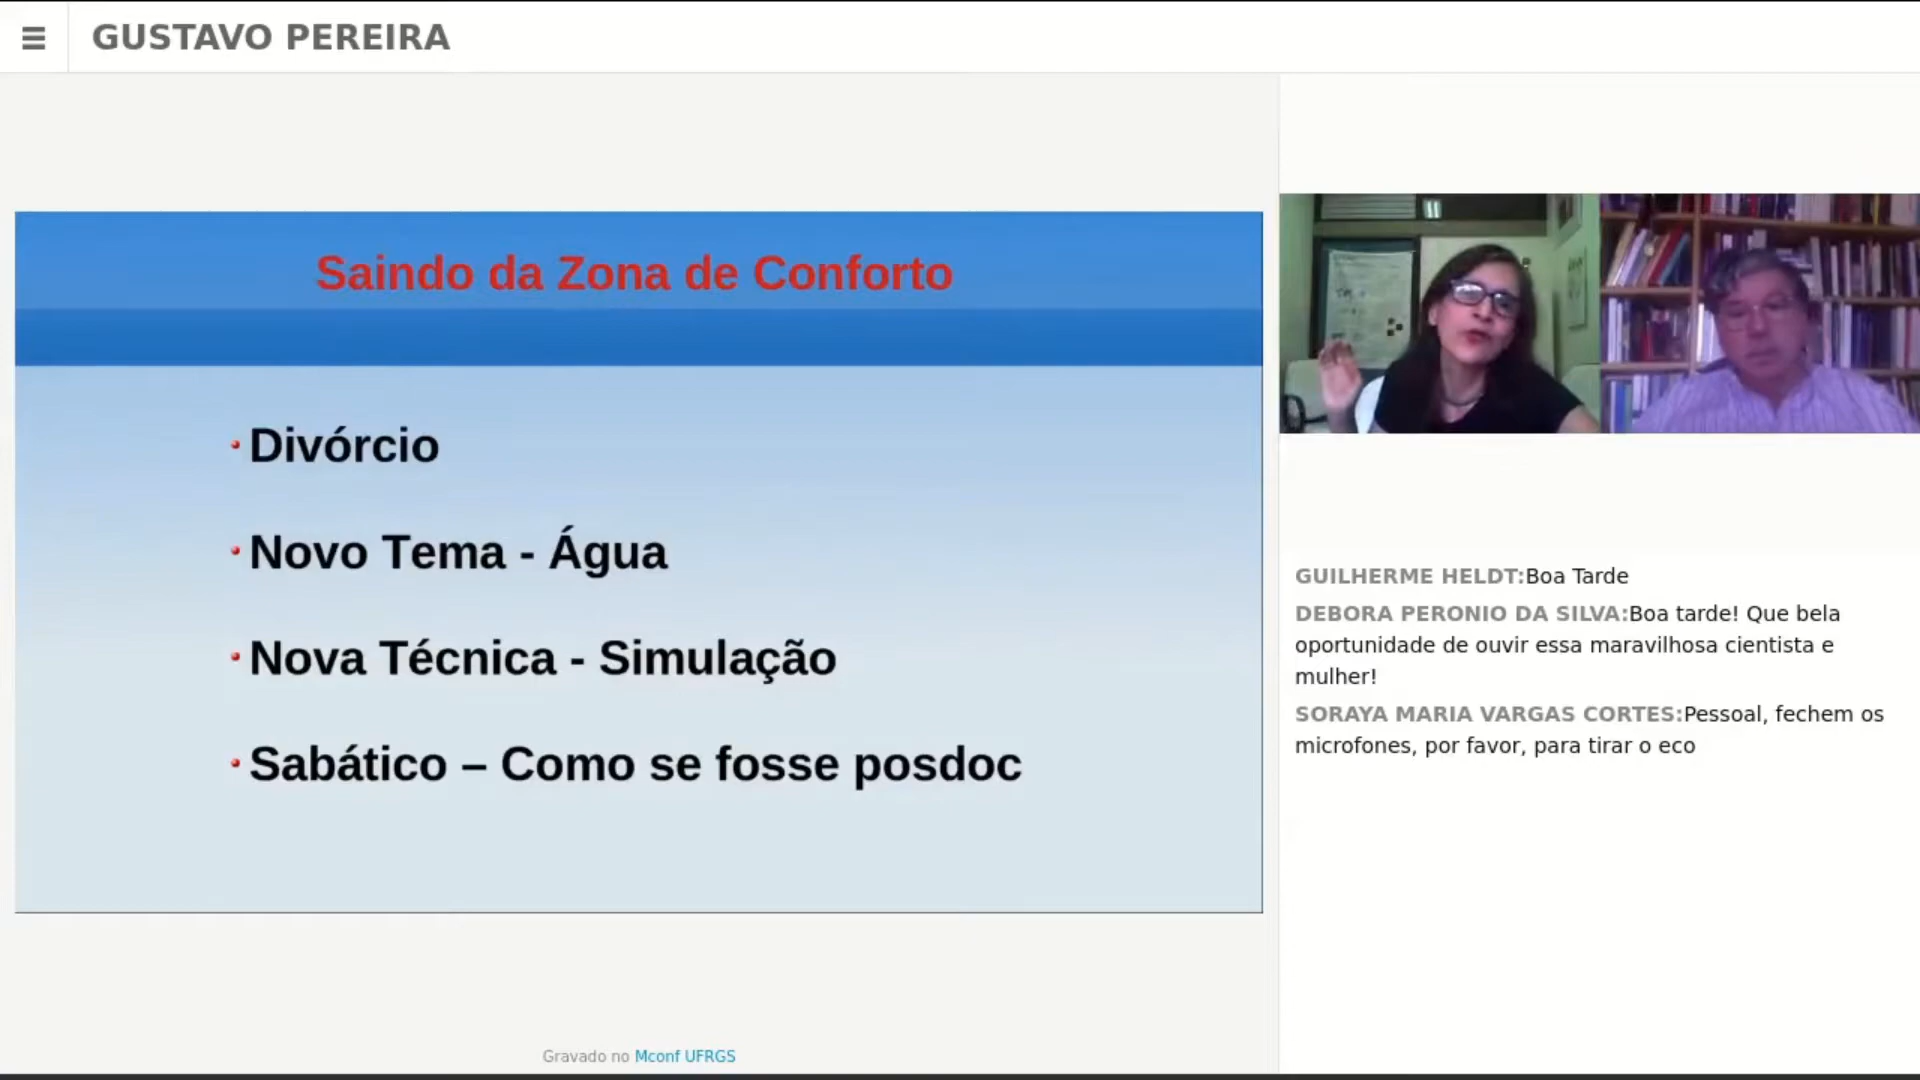 GUSTAVO PEREIRA
Saindo da Zona de Conforto
Divórcio
Novo Tema - Água
Nova Técnica - Simulação
Sabático – Como se fosse posdoc
GUILHERME HELDT:Boa Tarde
DEBORA PERONIO DA SILVA:Boa tarde! Que bela
oportunidade de ouvir essa maravilhosa cientista e
mulher!
SORAYA MARIA VARGAS CORTES:Pessoal, fechem os
microfones, por favor, para tirar o eco
Gravado no Mconf UFRGS